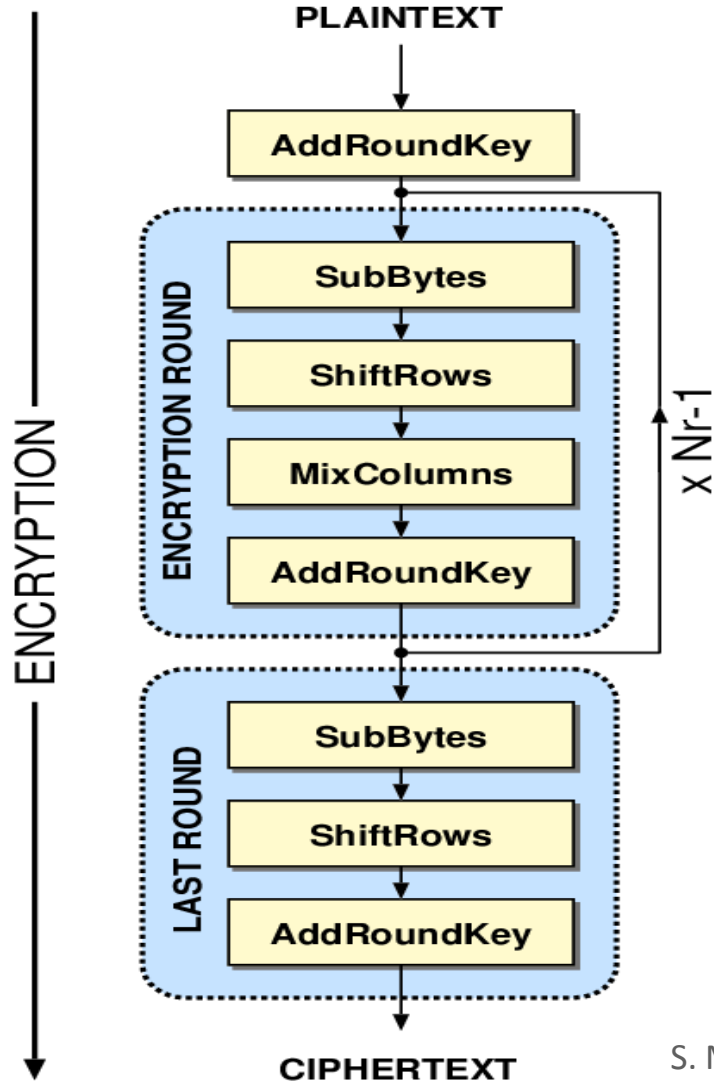 PLAINTEXT
AddRoundKey
ENCRYPTION ROUND
SubBytes
ShiftRows
MixColumns
AddRoundKey
x Nr-1
ENCRYPTION
LAST ROUND
SubBytes
ShiftRows
AddRoundKey
CIPHERTEXT
S. N